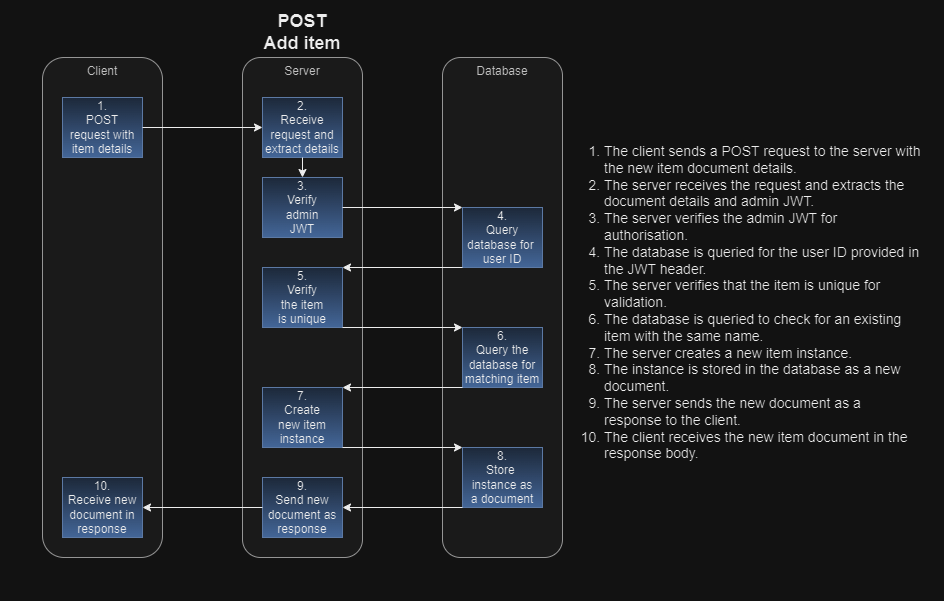 POST
Add item
Client
Server
Database
1.
POST
request with
item details
2.
Receive
request and
extract details
3.
Verify
admin
JWT
4.
Query
database for
user ID
5.
Verify
the item
is unique
6.
Query the
database for
matching item
7.
Create
new item
instance
8.
Store
instance as
a document
9.
Send new
document as
response
10.
Receive new
document in
response
1. The client sends a POST request to the server with
the new item document details.
2. The server receives the request and extracts the
document details and admin JWT.
3. The server verifies the admin JWT for
authorisation.
4. The database is queried for the user ID provided in
the JWT header.
5. The server verifies that the item is unique for
validation.
6. The database is queried to check for an existing
item with the same name.
7. The server creates a new item instance.
8. The instance is stored in the database as a new
document.
9. The server sends the new document as a
response to the client.
10. The client receives the new item document in the
response body.